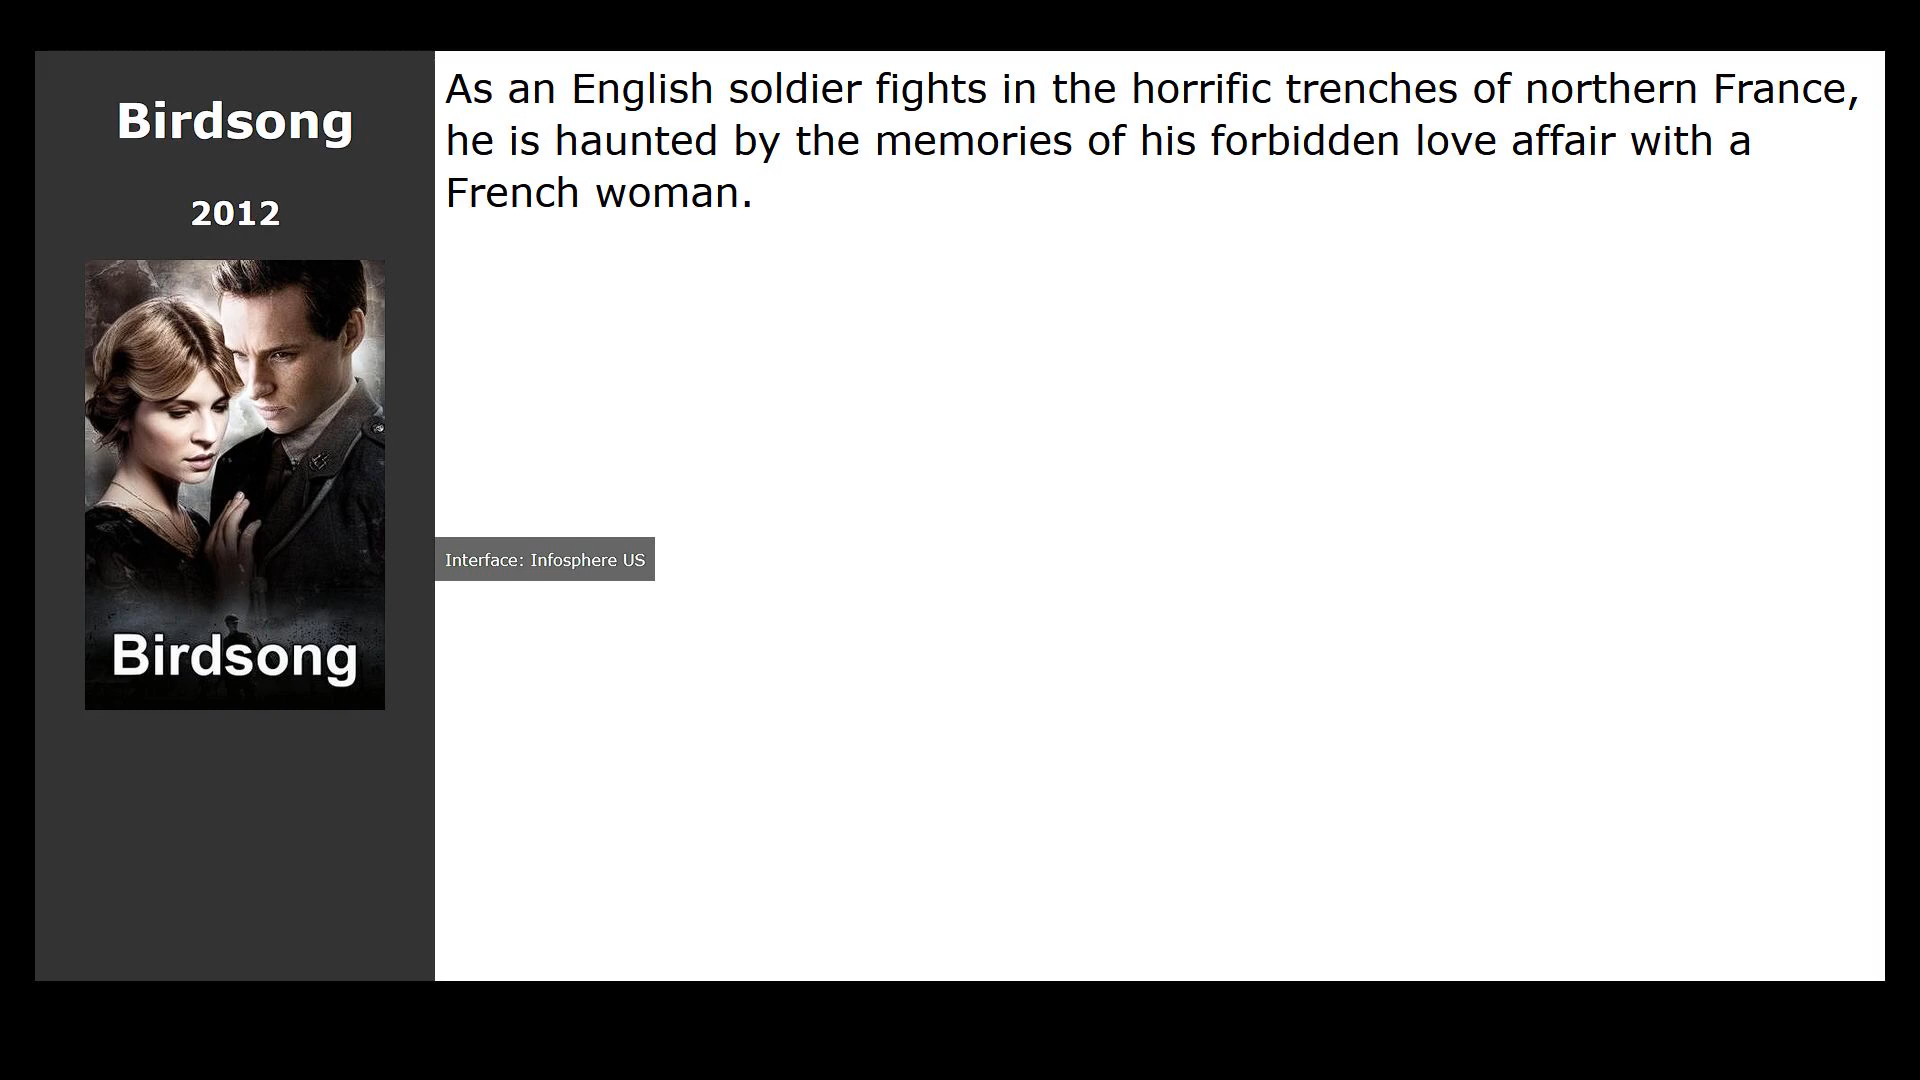 Birdsong
2012
Birdsong
As an English soldier fights in the horrific trenches of northern France,
he is haunted by the memories of his forbidden love affair with a
French woman.
Interface: Infosphere US